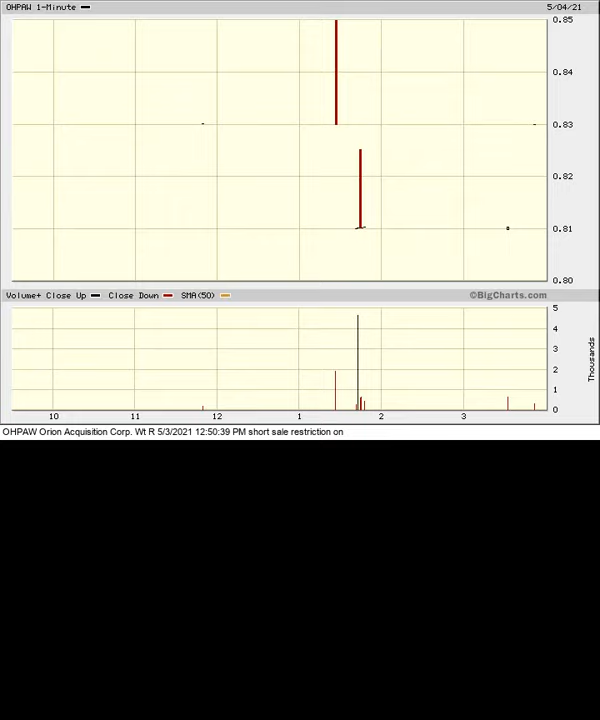 OHPAW 1-Minute 5/04/21
0.85
0.84
0.83
0.82
0.81
0.80
Volume+ Close Up Close Down SMA(50) ©BigCharts.com
5
4
3
2
1
0
Thousands
10 11 12 1 2 3
OHPAW Orion Acquisition Corp. Wt R 5/3/2021 12:50:39 PM short sale restriction on